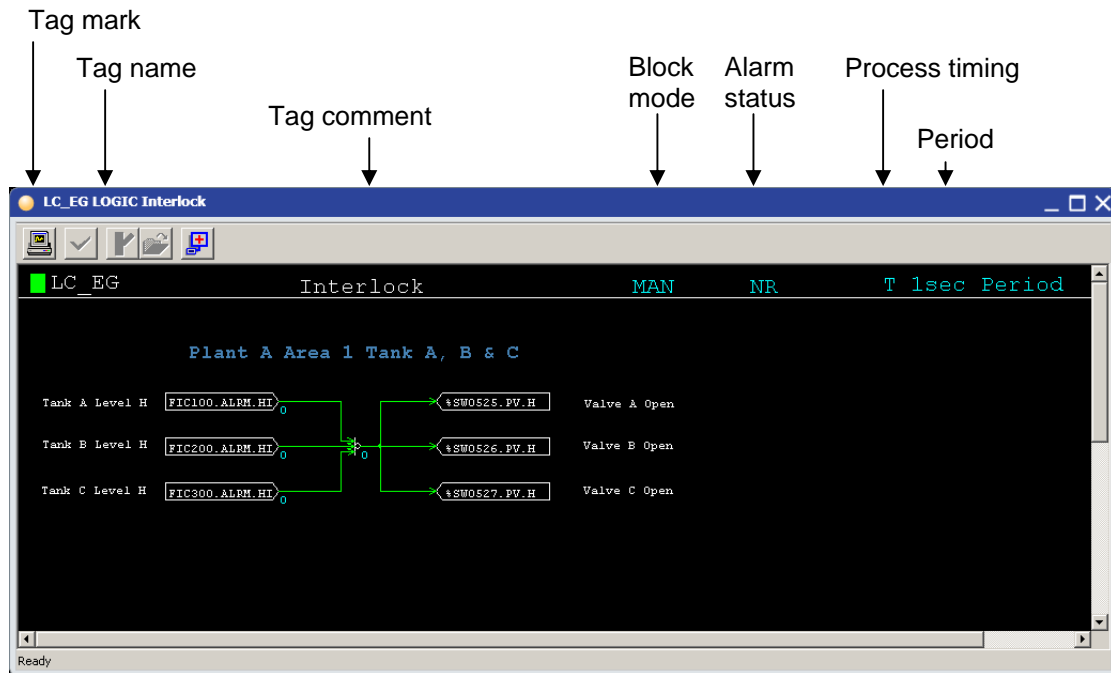 Tag mark
Tag name
Tag comment
Block mode
Alarm status
Process timing
Period
LC_EG LOGIC Interlock
LC_EG Interlock MAN NR T 1sec Period
Plant A Area 1 Tank A, B & C
Tank A Level H FIC100.ALRM.HI 0 %SW0525.PV.H Valve A Open
Tank B Level H FIC200.ALRM.HI 0 0 %SW0526.PV.H Valve B Open
Tank C Level H FIC300.ALRM.HI 0 %SW0527.PV.H Valve C Open
Ready